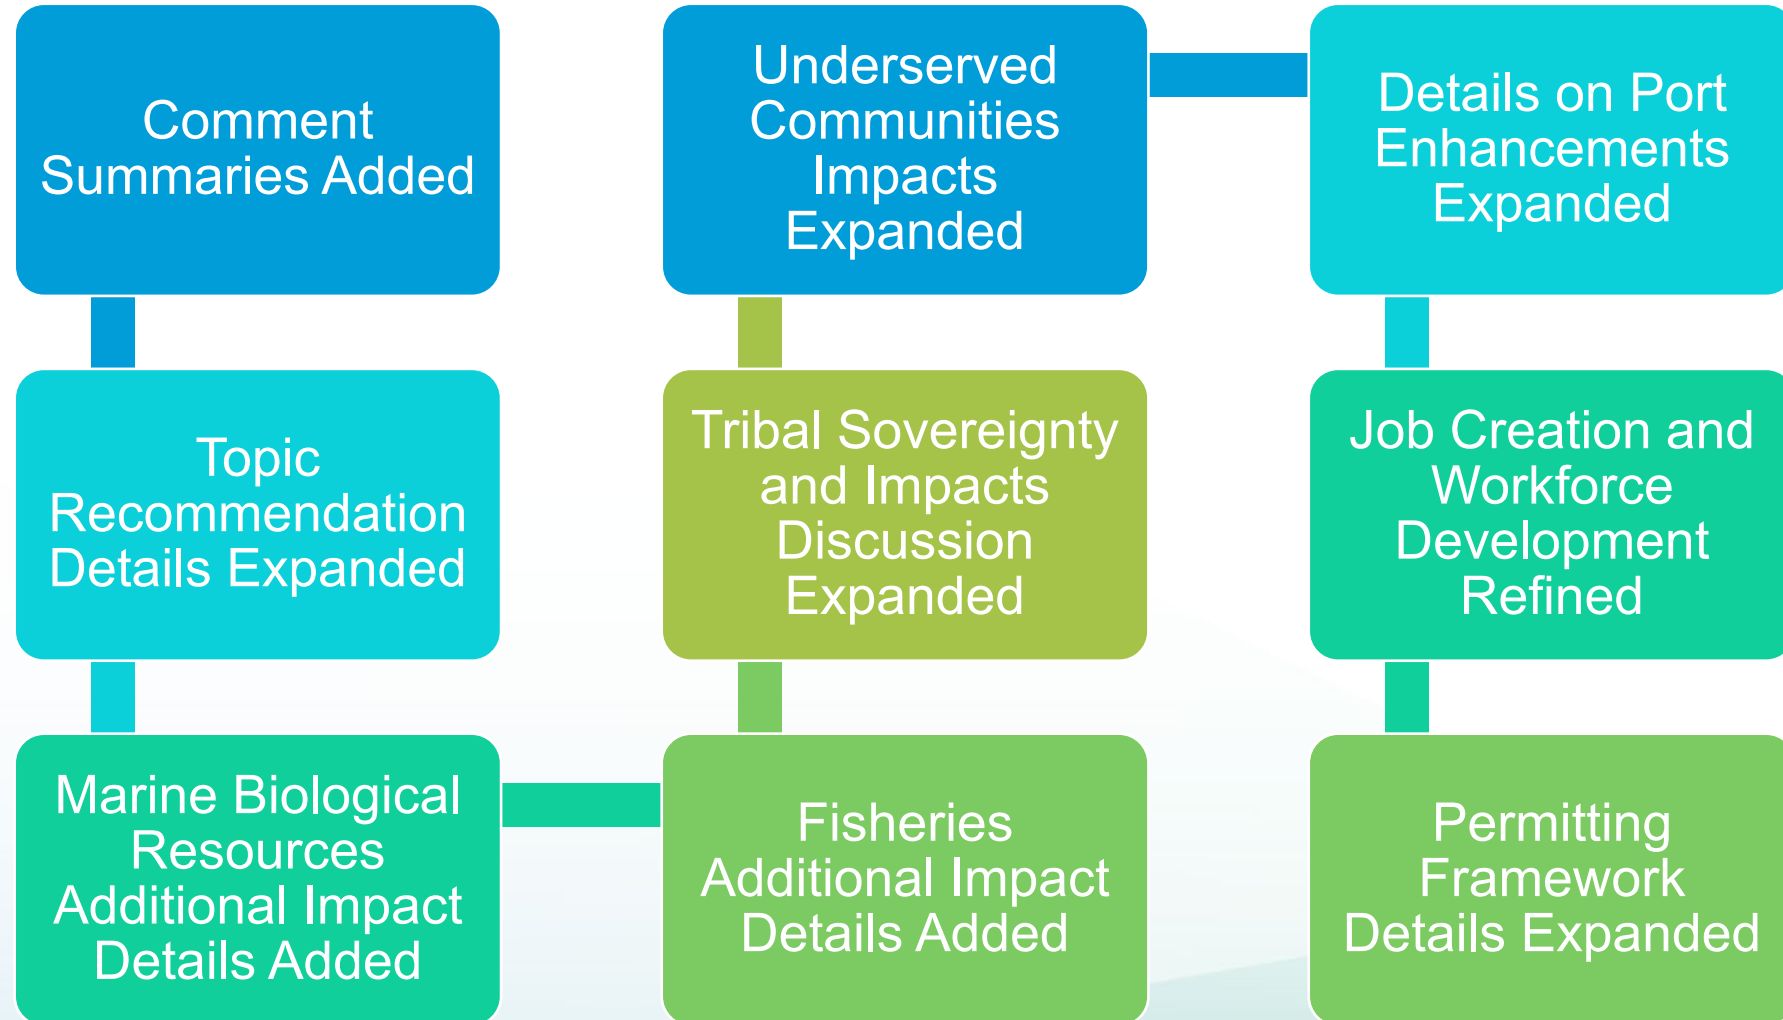 Comment
Summaries Added
Topic
Recommendation
Details Expanded
Marine Biological
Resources
Additional Impact
Details Added
Fisheries
Additional Impact
Details Added
Tribal Sovereignty
and Impacts
Discussion
Expanded
Underserved
Communities
Impacts
Expanded
Details on Port
Enhancements
Expanded
Job Creation and
Workforce
Development
Refined
Permitting
Framework
Details Expanded